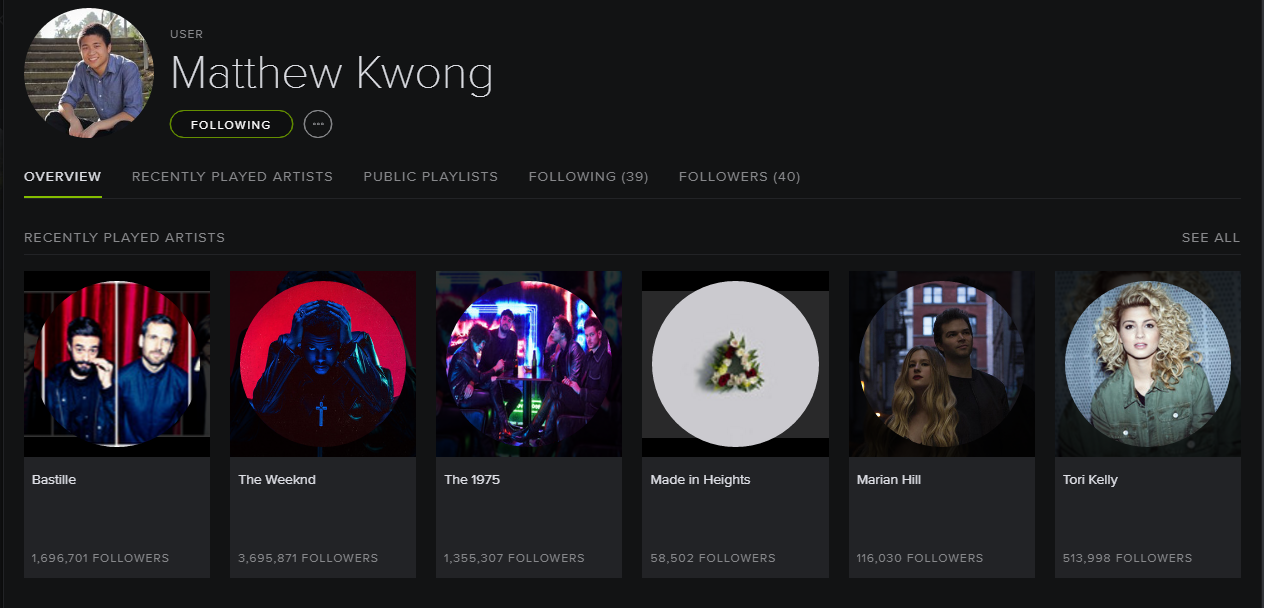 USER
Matthew Kwong
FOLLOWING
OVERVIEW RECENTLY PLAYED ARTISTS PUBLIC PLAYLISTS FOLLOWING (39) FOLLOWERS (40)
RECENTLY PLAYED ARTISTS SEE ALL
Bastille The Weeknd The 1975 Made in Heights Marian Hill Tori Kelly
1,696,701 FOLLOWERS 3,695,871 FOLLOWERS 1,355,307 FOLLOWERS 58,502 FOLLOWERS 116,030 FOLLOWERS 513,998 FOLLOWERS